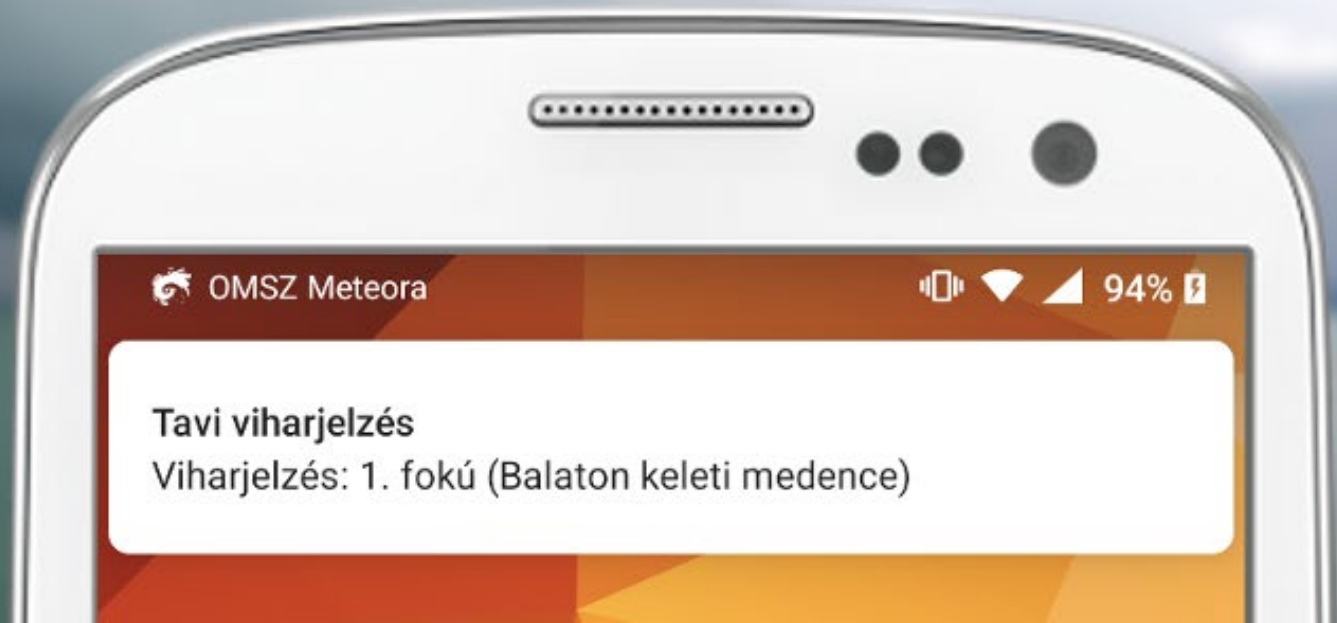 OMSZ Meteora 94%
Tavi viharjelzés
Viharjelzés: 1. fokú (Balaton keleti medence)